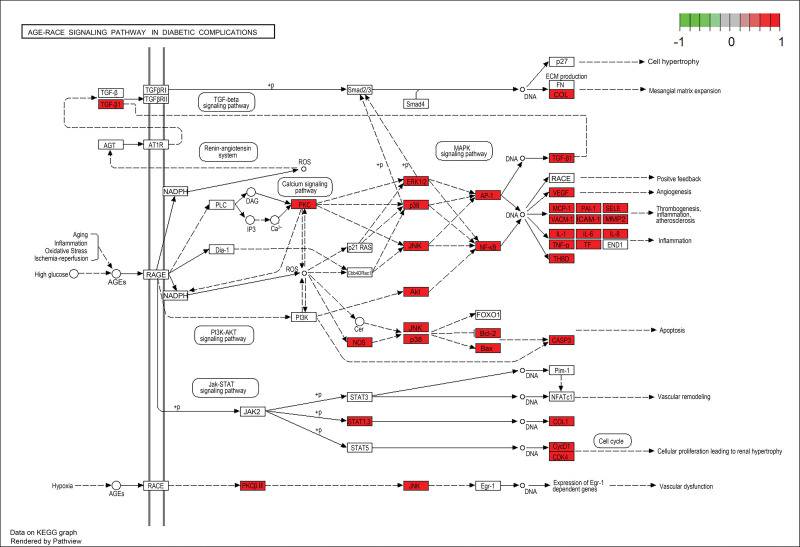 AGE-RACE SIGNALING PATHWAY IN DIABETIC COMPLICATIONS
-1 0 1
p27
Cell hypertrophy
ECM production
TGF-β
TGFβRI
+p
Smad2/3
DNA
FN
COL
Mesangial matrix expansion
TGF-β1
TGFβRII
TGF-beta
signaling pathway
Smad4
AGT
AT1R
Renin-angiotensin
system
MAPK
signaling pathway
DNA
TGF-β1
ROS
+p
+p
RACE
Positive feedback
NADPH
Calcium signaling
pathway
ERK1/2
AP-1
VEGF
Angiogenesis
PLC
DAG
PKC
p38
MCP-1
PAI-1
SELE
Thrombogenesis,
inflammation,
atherosclerosis
DNA
VACM-1
ICAM-1
MMP2
IP3
Ca²⁻
IL-1
IL-6
IL-8
Inflammation
Aging
Inflammation
Oxidative Stress
Ischemia-reperfusion
Dia-1
p21 RAS
JNK
NF-κB
TNF-α
TF
END1
THBD
High glucose
AGEs
RAGE
ROS
NADPH
Akt
PI3K
Cer
FOXO1
PI3K-AKT
signaling pathway
JNK
p38
Bcl-2
Apoptosis
NOS
Bax
CASP3
Jak-STAT
signaling pathway
DNA
Pim-1
+p
STAT3
DNA
NFATc1
Vascular remodeling
+p
JAK2
+p
STAT1,3
DNA
COL1
+p
STAT5
DNA
CycD1
CDK4
Cell cycle
Cellular proliferation leading to renal hypertrophy
Hypoxia
AGEs
RACE
PKCβ II
JNK
Egr-1
DNA
Expression of Egr-1
dependent genes
Vascular dysfunction
Data on KEGG graph
Rendered by Pathview